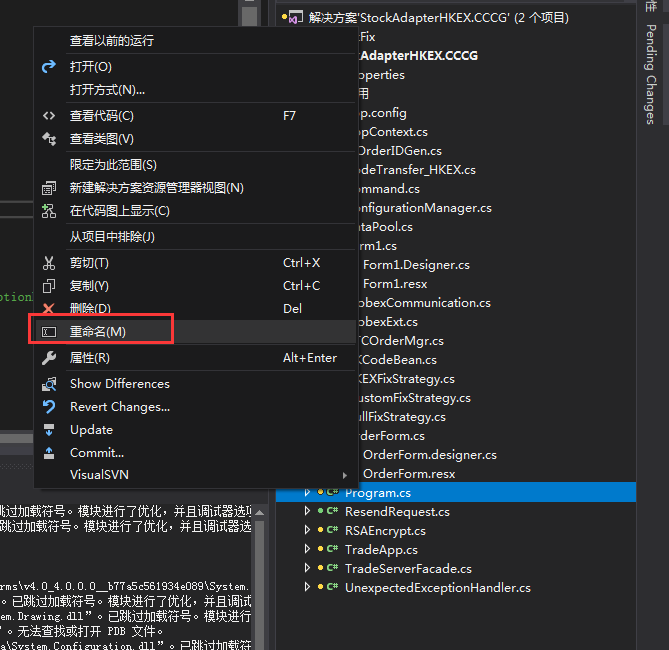 解决方案'StockAdapterHKEX.CCCG' (2 个项目)
Fix
AdapterHKEX.CCCG
operties
用
p.config
ppContext.cs
OrderIDGen.cs
odeTransfer_HKEX.cs
ommand.cs
onfigurationManager.cs
ataPool.cs
rm1.cs
Form1.Designer.cs
Form1.resx
obexCommunication.cs
obexExt.cs
TCOrderMgr.cs
KCodeBean.cs
KEXFixStrategy.cs
ustomFixStrategy.cs
ullFixStrategy.cs
rderForm.cs
OrderForm.designer.cs
OrderForm.resx
Program.cs
ResendRequest.cs
RSAEncrypt.cs
TradeApp.cs
TradeServerFacade.cs
UnexpectedExceptionHandler.cs
性
Pending Changes
查看以前的运行
打开(O)
打开方式(N)...
查看代码(C) F7
查看类图(V)
限定为此范围(S)
新建解决方案资源管理器视图(N)
在代码图上显示(C)
从项目中排除(J)
剪切(T) Ctrl+X
复制(Y) Ctrl+C
删除(D) Del
重命名(M)
属性(R) Alt+Enter
Show Differences
Revert Changes...
Update
Commit...
VisualSVN
ption
跳过加载符号。模块进行了优化，并且调试器选项
跳过加载符号。模块进行了优化，并且调试器选
rms\v4.0_4.0.0.0__b77a5c561934e089\System.
。已跳过加载符号。模块进行了优化，并且调试
em.Drawing.dll”。已跳过加载符号。模块进行
”。无法查找或打开 PDB 文件。
a\System.Configuration.dll”。已跳过加载符